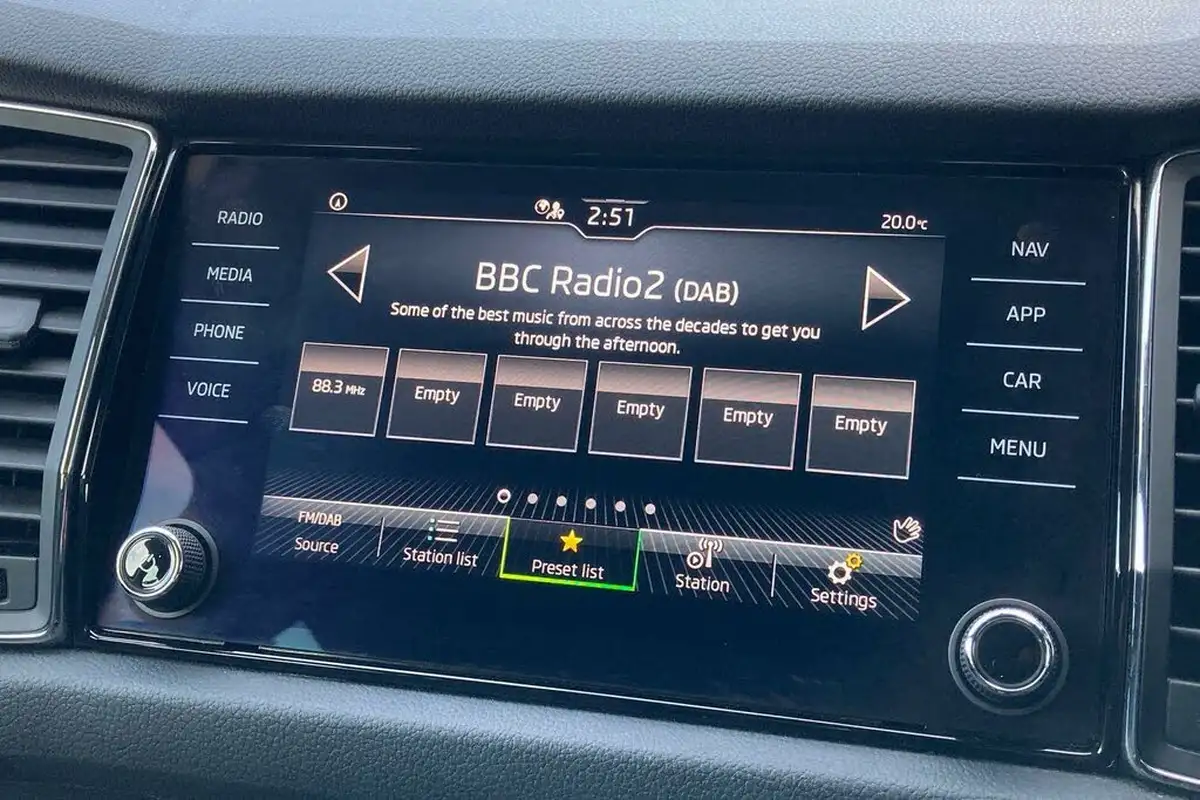 RADIO
MEDIA
PHONE
VOICE
2:51
20.0°C
BBC Radio2 (DAB)
Some of the best music from across the decades to get you
through the afternoon.
88.3 MHz
Empty
Empty
Empty
Empty
Empty
FM/DAB
Source
Station list
Preset list
Station
Settings
NAV
APP
CAR
MENU